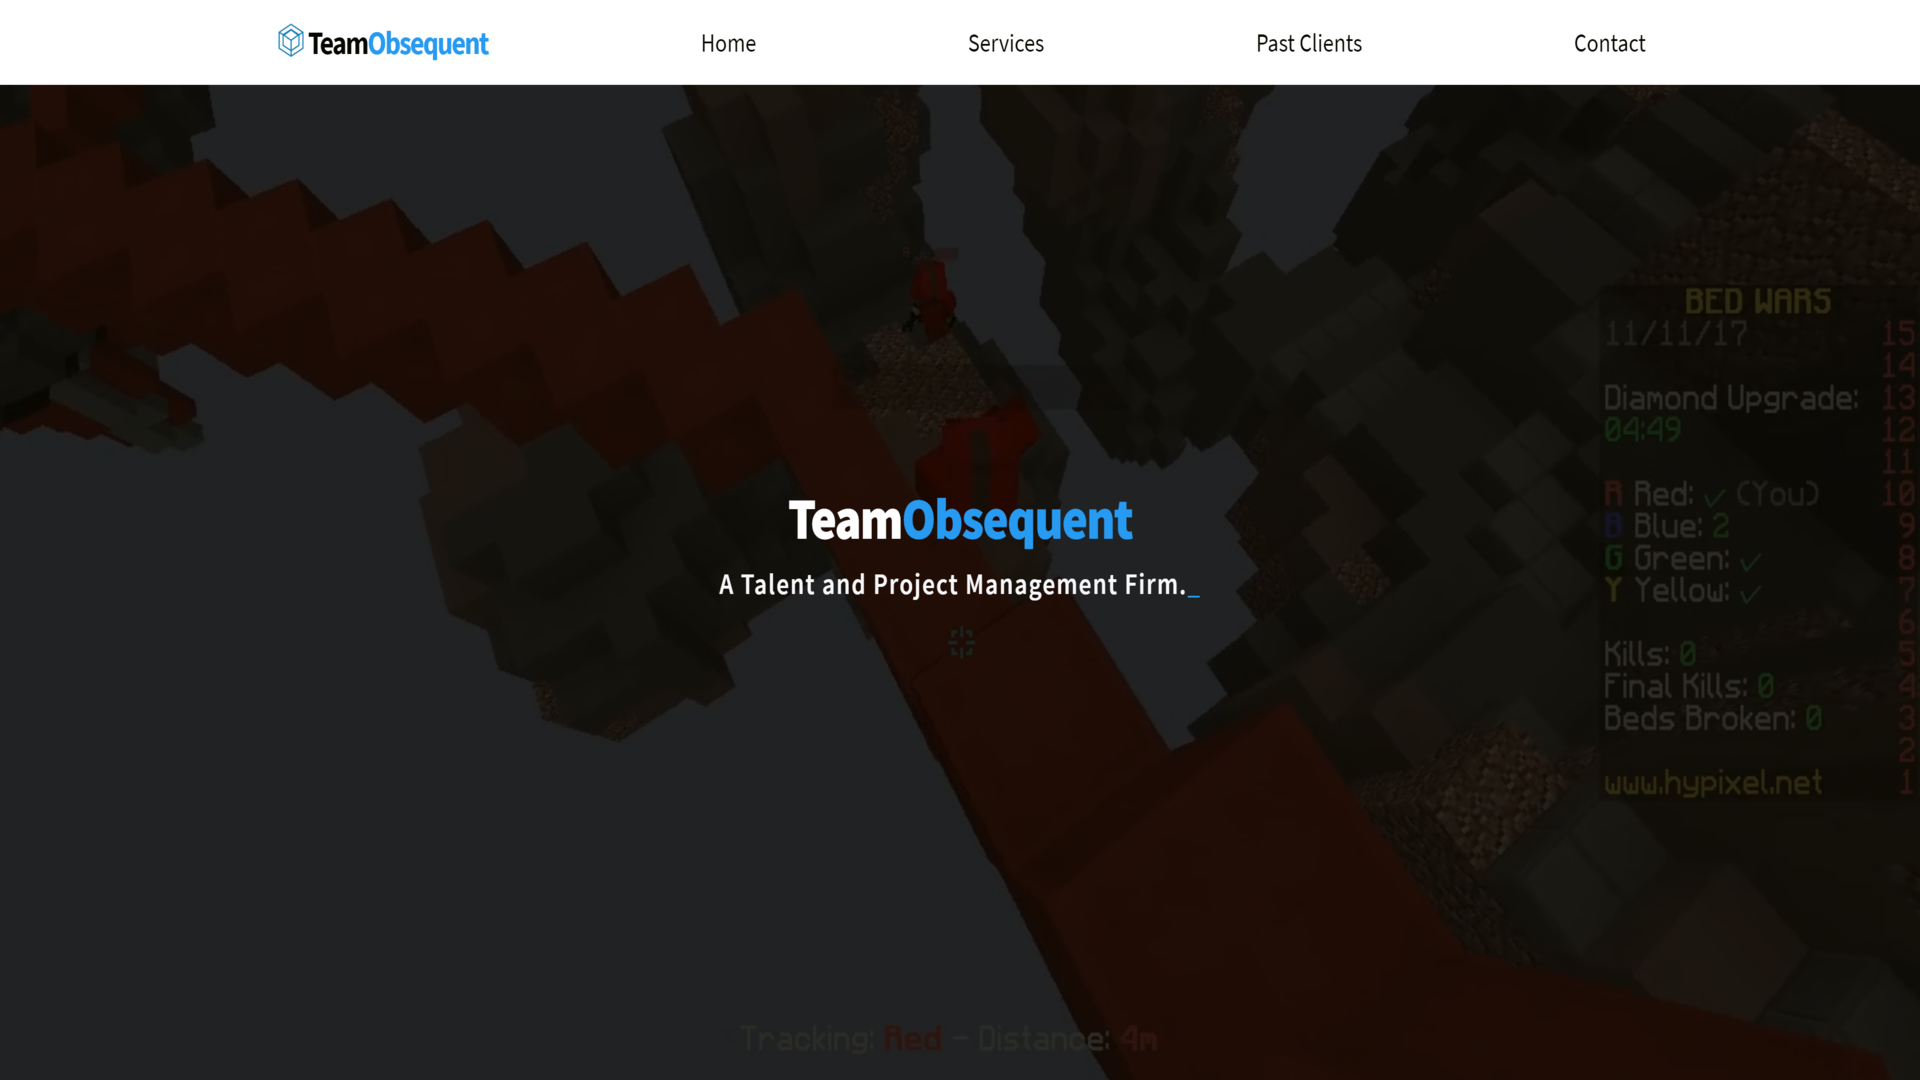 TeamObsequent
Home
Services
Past Clients
Contact
BED WARS
11/11/17 15
14
Diamond Upgrade: 13
04:49 12
11
R Red: ✓ (You) 10
B Blue: 2 9
G Green: ✓ 8
Y Yellow: ✓ 7
6
Kills: 0 5
Final Kills: 0 4
Beds Broken: 0 3
2
www.hypixel.net 1
TeamObsequent
A Talent and Project Management Firm._
Tracking: Red - Distance: 4m